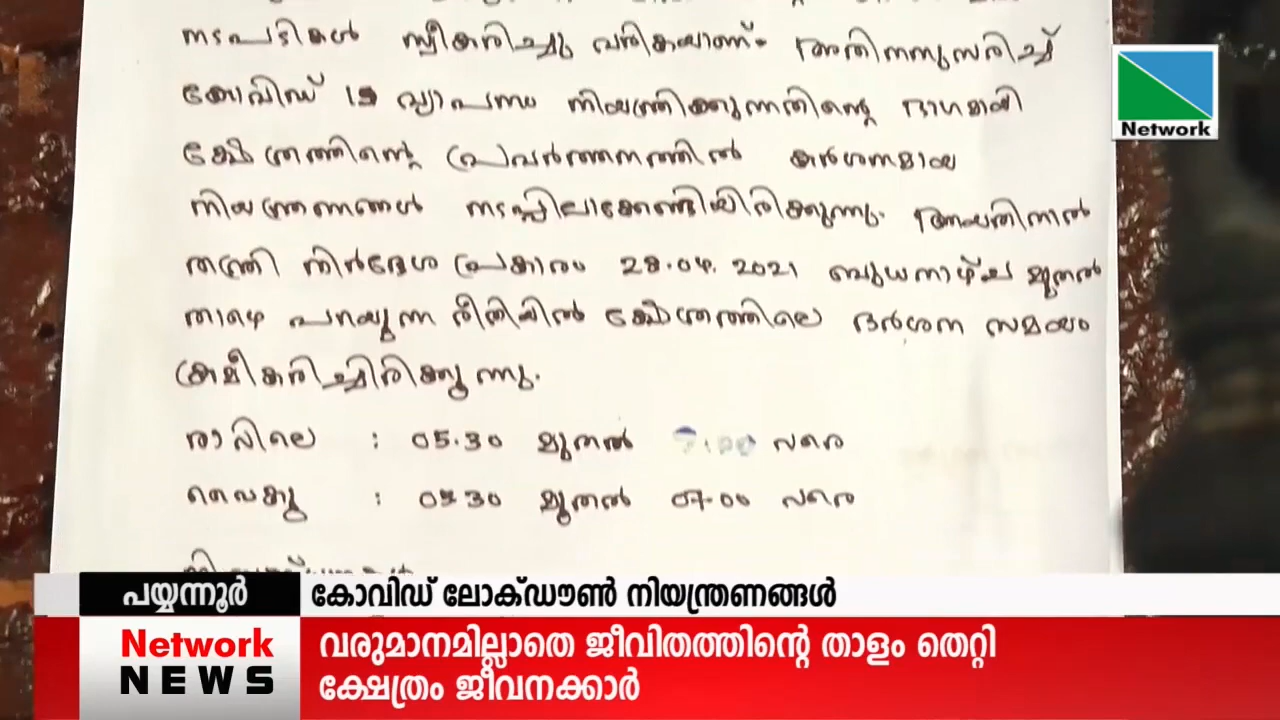 നടപടികൾ സ്വീകരിച്ചു വരികയാണ്. അതിനനുസരിച്ച്
കോവിഡ് 19 വ്യാപനം നിയന്ത്രിക്കുന്നതിന്റെ ഭാഗമായി
ക്ഷേത്രത്തിന്റെ പ്രവർത്തനത്തിൽ കർശനമായ
നിയന്ത്രണങ്ങൾ നടപ്പിലാക്കേണ്ടിയിരിക്കുന്നു. ആയതിനാൽ
തന്ത്രി നിർദ്ദേശ പ്രകാരം 28.04.2021 ബുധനാഴ്ച മുതൽ
താഴെ പറയുന്ന രീതിയിൽ ക്ഷേത്രത്തിലെ ദർശന സമയം
ക്രമീകരിച്ചിരിക്കുന്നു.
രാവിലെ : 05.30 മുതൽ വരെ
വൈകു : 05.30 മുതൽ 07-00 വരെ
Network
പയ്യന്നൂർ കോവിഡ് ലോക്ഡൗൺ നിയന്ത്രണങ്ങൾ
Network NEWS
വരുമാനമില്ലാതെ ജീവിതത്തിന്റെ താളം തെറ്റി
ക്ഷേത്രം ജീവനക്കാർ